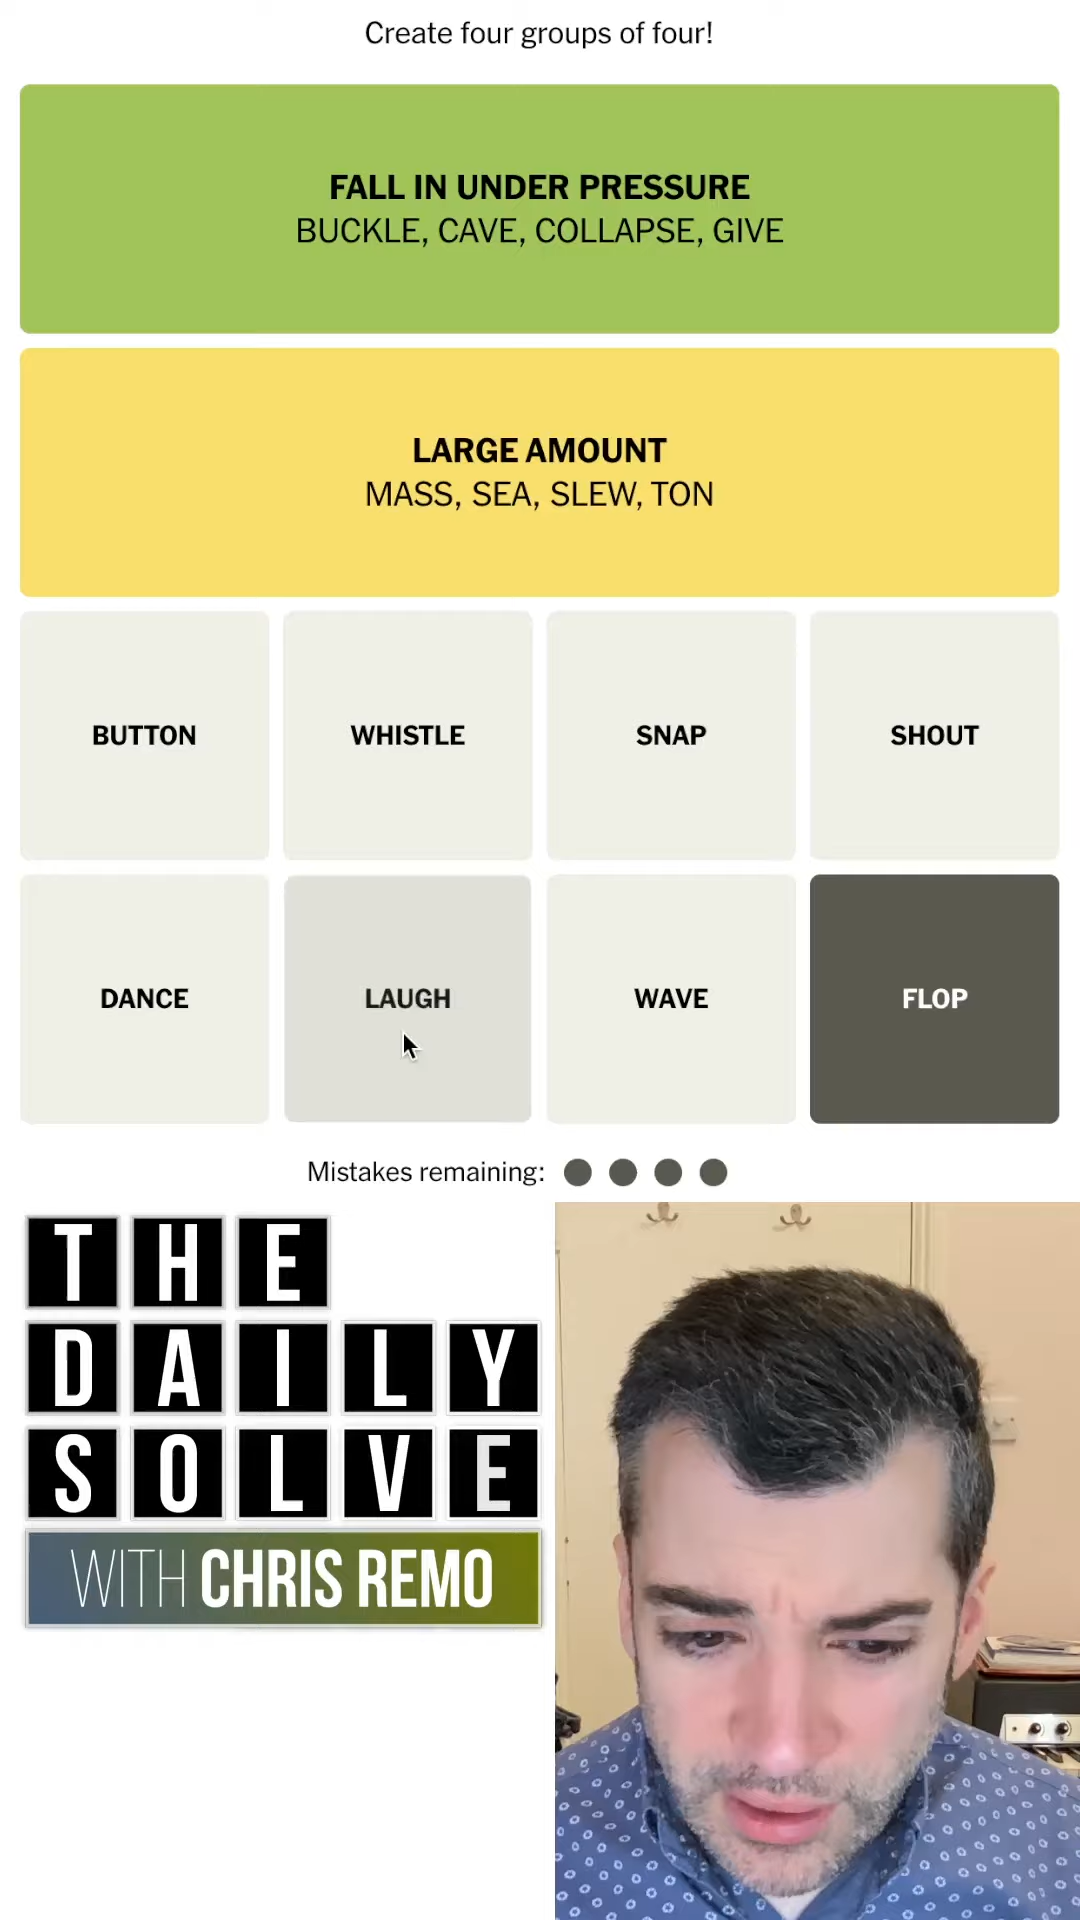 Create four groups of four!
FALL IN UNDER PRESSURE
BUCKLE, CAVE, COLLAPSE, GIVE
LARGE AMOUNT
MASS, SEA, SLEW, TON
BUTTON WHISTLE SNAP SHOUT
DANCE LAUGH WAVE FLOP
Mistakes remaining:
THE
DAILY
SOLVE
WITH CHRIS REMO